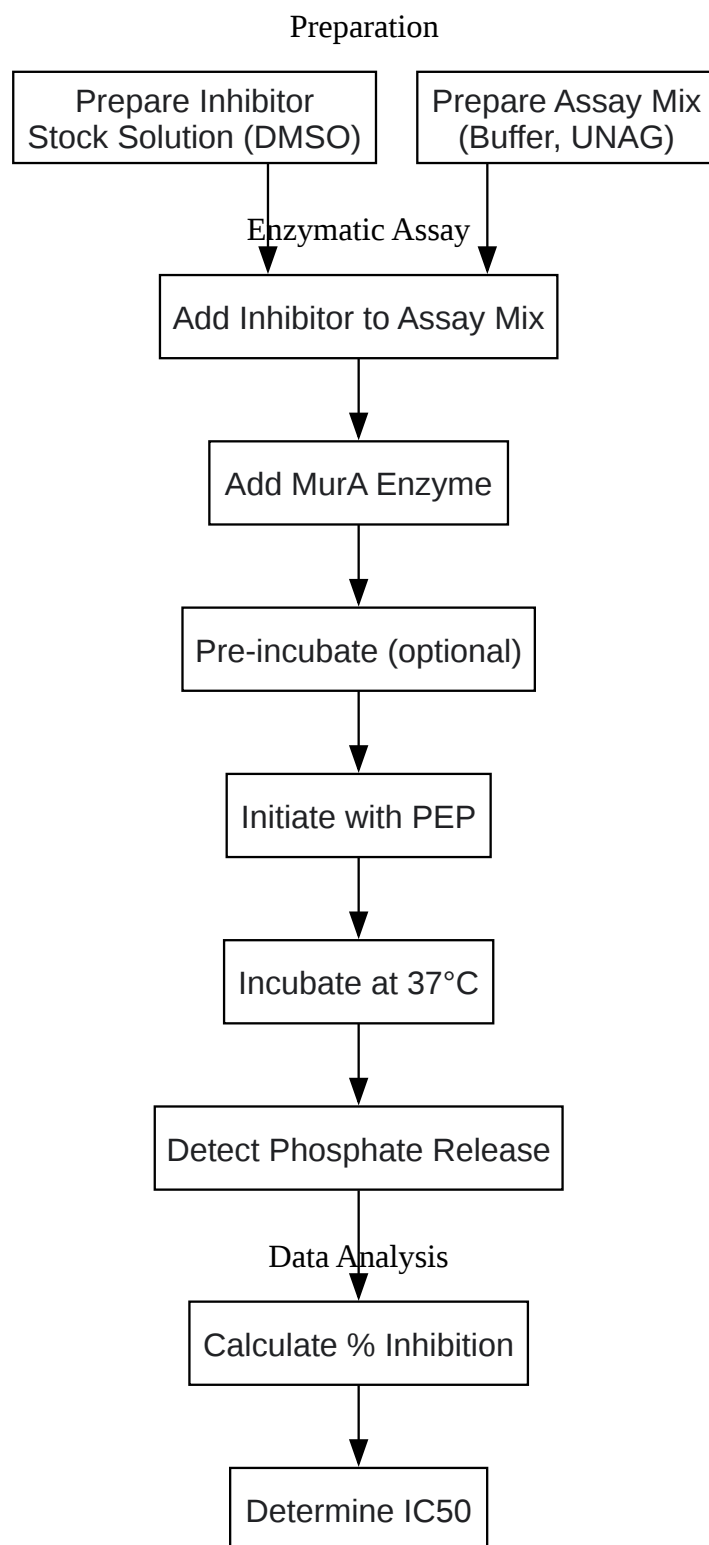 Preparation
Prepare Inhibitor
Stock Solution (DMSO)
Prepare Assay Mix
(Buffer, UNAG)
Enzymatic Assay
Add Inhibitor to Assay Mix
Add MurA Enzyme
Pre-incubate (optional)
Initiate with PEP
Incubate at 37°C
Detect Phosphate Release
Data Analysis
Calculate % Inhibition
Determine IC50